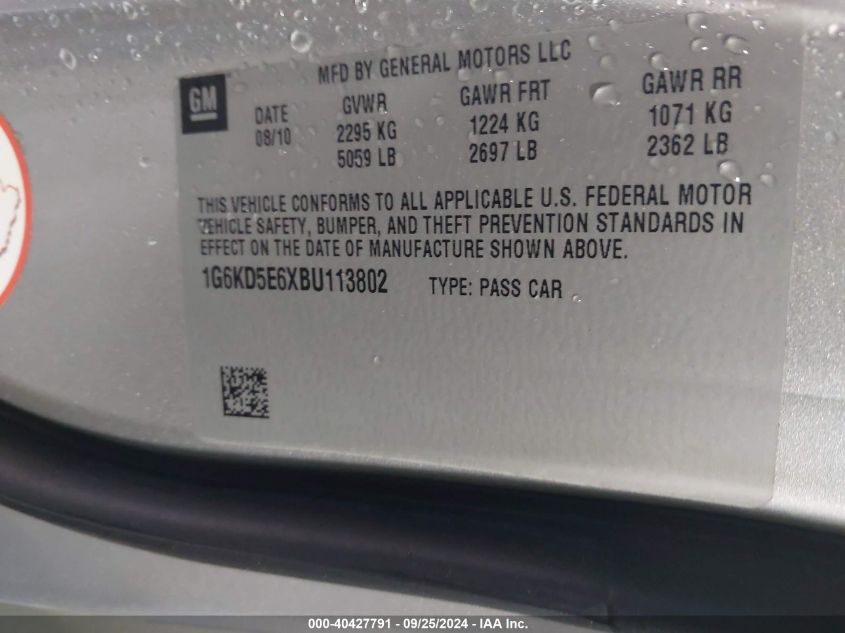 MFD BY GENERAL MOTORS LLC
GM
DATE GVWR GAWR FRT GAWR RR
08/10 2295 KG 1224 KG 1071 KG
5059 LB 2697 LB 2362 LB
THIS VEHICLE CONFORMS TO ALL APPLICABLE U.S. FEDERAL MOTOR
VEHICLE SAFETY, BUMPER, AND THEFT PREVENTION STANDARDS IN
EFFECT ON THE DATE OF MANUFACTURE SHOWN ABOVE.
1G6KD5E6XBU113802 TYPE: PASS CAR
000-40427791 - 09/25/2024 - IAA Inc.